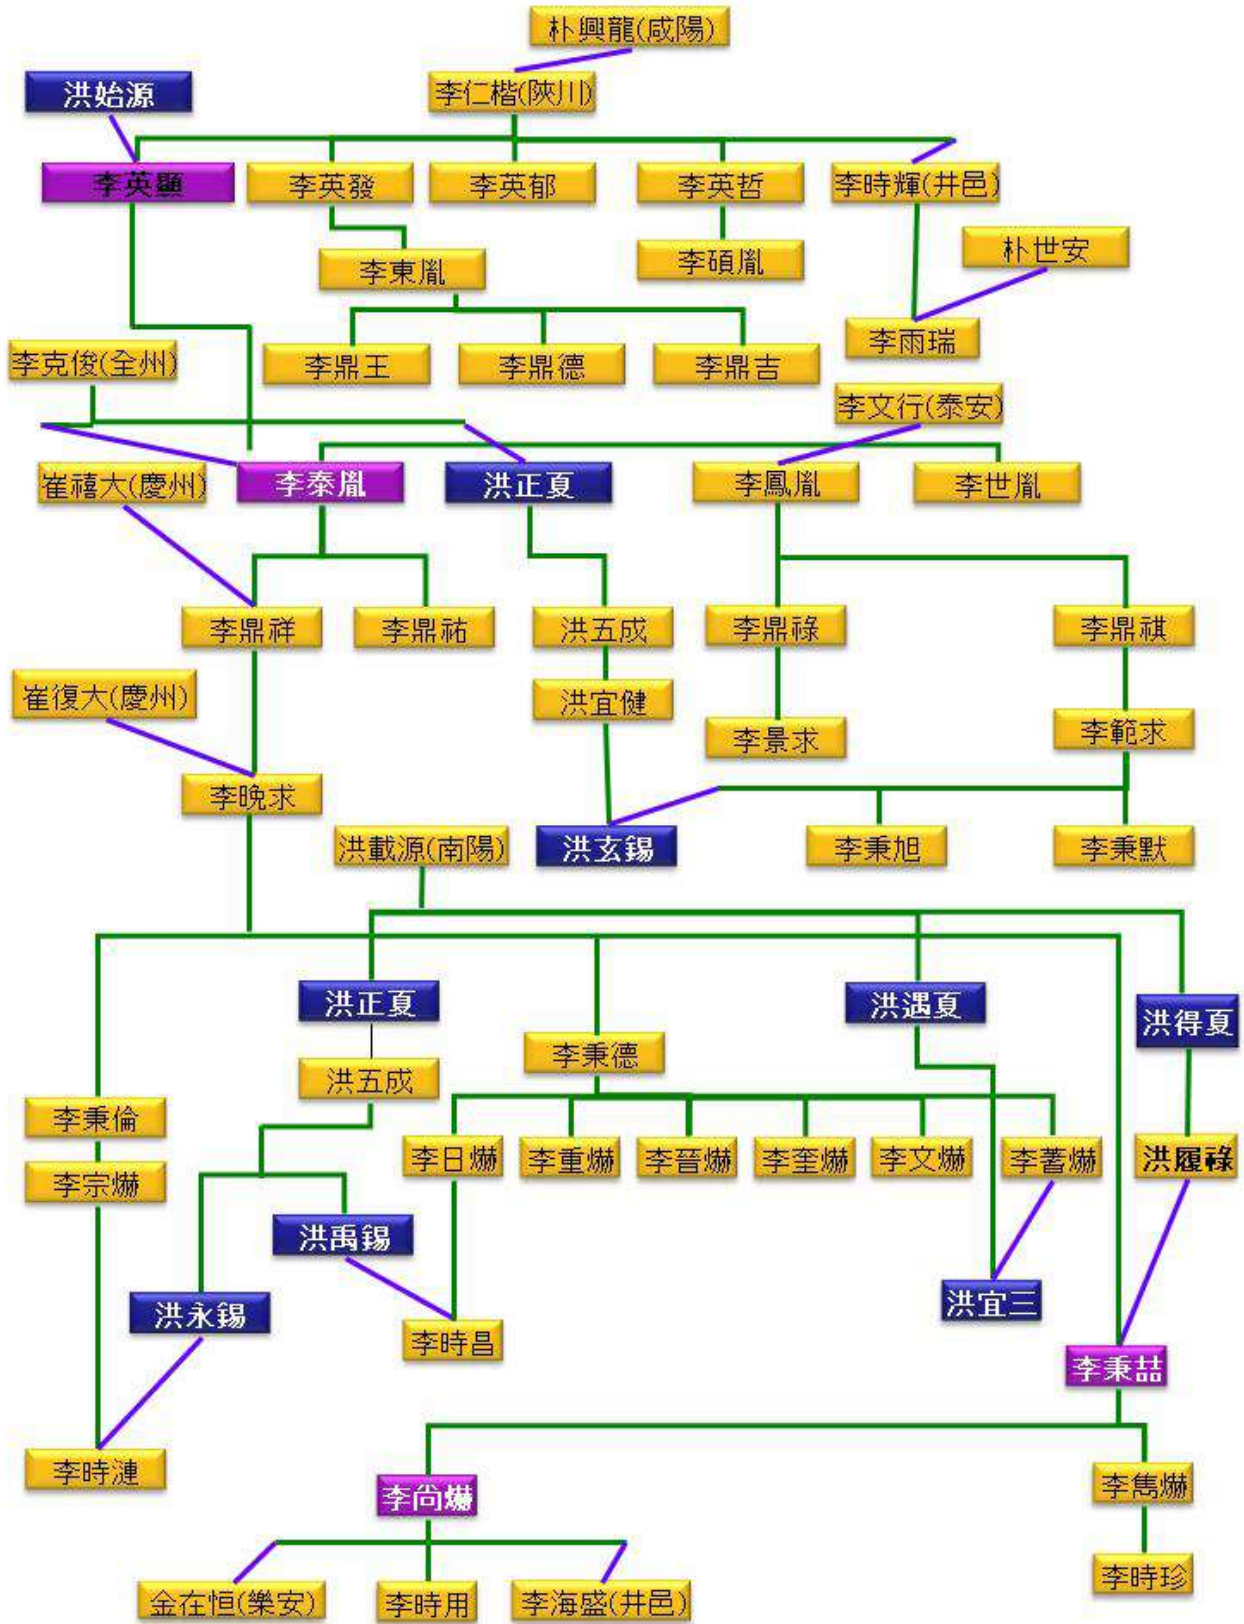 朴興龍(咸陽)
洪始源
李仁楷(陜川)
李英顯
李英發
李英郁
李英哲
李時輝(井邑)
李東胤
李碩胤
朴世安
李克俊(全州)
李鼎王
李鼎德
李鼎吉
李雨瑞
李文行(泰安)
崔禧大(慶州)
李泰胤
洪正夏
李鳳胤
李世胤
李鼎祥
李鼎祐
洪五成
李鼎祿
李鼎祺
崔復大(慶州)
洪宜健
李景求
李範求
李晚求
洪載源(南陽)
洪玄錫
李秉旭
李秉默
洪正夏
洪遇夏
洪得夏
李秉德
洪五成
李秉倫
李日爀
李重爀
李晉爀
李奎爀
李文爀
李蓍爀
洪履祿
李宗爀
洪禹錫
洪永錫
洪宜三
李時昌
李秉喆
李時漣
李尙爀
李雋爀
金在恒(樂安)
李時用
李海盛(井邑)
李時珍